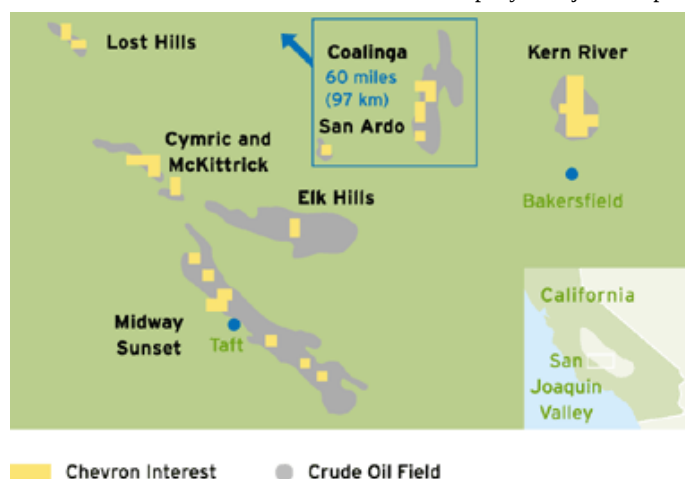 Lost Hills
Coalinga
60 miles
(97 km)
San Ardo
Kern River
Cymric and
McKittrick
Elk Hills
Bakersfield
Midway
Sunset
Taft
California
San
Joaquin
Valley
Chevron Interest
Crude Oil Field